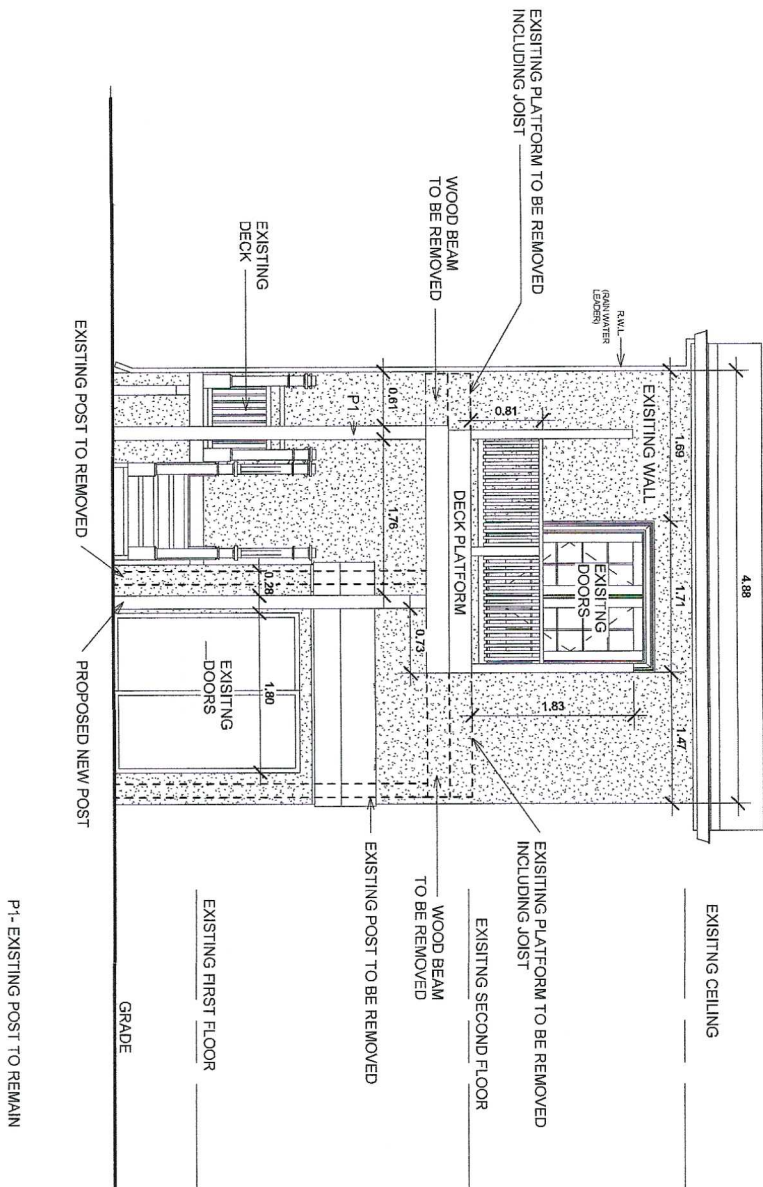 EXISITNG CEILING
4.88
EXISITING PLATFORM TO BE REMOVED
INCLUDING JOIST
R.W.L.
(RAIN WATER
LEADER)
1.69
1.71
1.47
EXISITING WALL
EXISITNG
DOORS
0.81
1.83
WOOD BEAM
TO BE REMOVED
DECK PLATFORM
EXISITING PLATFORM TO BE REMOVED
INCLUDING JOIST
EXISITNG SECOND FLOOR
WOOD BEAM
TO BE REMOVED
0.61
1.76
0.73
P1
EXISTING POST TO BE REMOVED
EXISTING
DECK
0.28
1.80
EXISITNG
DOORS
EXISTING FIRST FLOOR
GRADE
EXISTING POST TO REMOVED
PROPOSED NEW POST
P1- EXISTING POST TO REMAIN